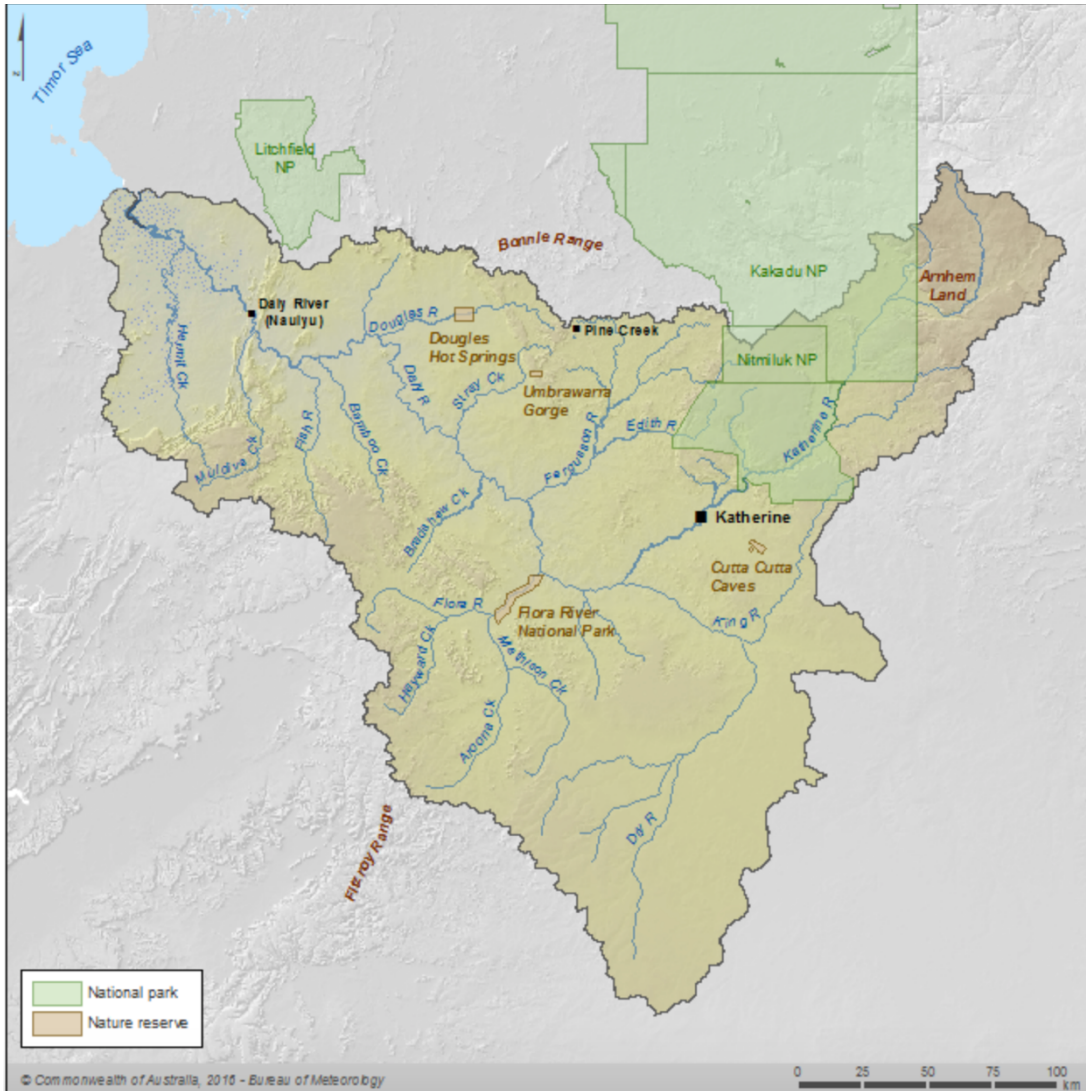 N
Timor Sea
Litchfield
NP
Bonnie Range
Kakadu NP
Arnhem
Land
Daly River
(Nauiyu)
Douglas R
Pine Creek
Douglas
Hot Springs
Nitmiluk NP
Hermit Ck
Daly R
Stray Ck
Umbrawarra
Gorge
Fish R
Bamboo Ck
Fergusson R
Edith R
Katherine R
Muldiva Ck
Bradshaw Ck
Katherine
Cutta Cutta
Caves
Flora R
Flora River
National Park
King R
Hayward Ck
Mathison Ck
Aroona Ck
Dry R
Fitzroy Range
National park
Nature reserve
© Commonwealth of Australia, 2016 - Bureau of Meteorology
0 25 50 75 100
km